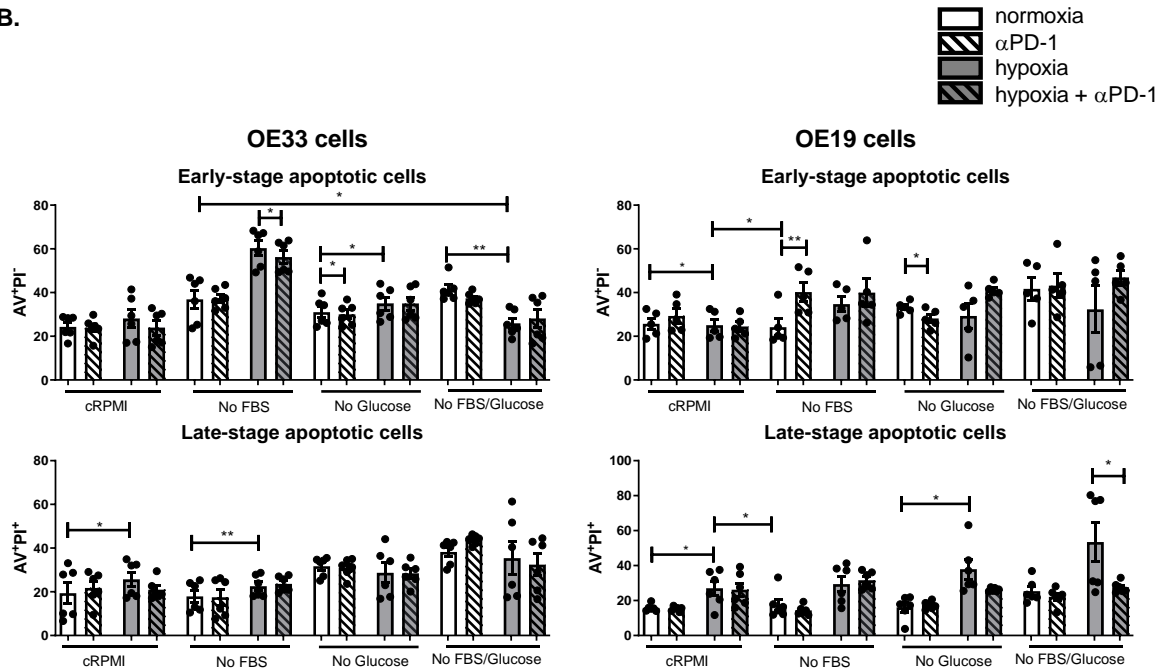 B.
normoxia
αPD-1
hypoxia
hypoxia + αPD-1
OE33 cells
Early-stage apoptotic cells
AV⁺PI⁻
80
60
40
20
0
*
*
*
*
**
cRPMI
No FBS
No Glucose
No FBS/Glucose
OE19 cells
Early-stage apoptotic cells
AV⁺PI⁻
80
60
40
20
0
*
*
**
*
cRPMI
No FBS
No Glucose
No FBS/Glucose
Late-stage apoptotic cells
AV⁺PI⁺
80
60
40
20
0
*
**
cRPMI
No FBS
No Glucose
No FBS/Glucose
Late-stage apoptotic cells
AV⁺PI⁺
100
80
60
40
20
0
*
*
*
*
cRPMI
No FBS
No Glucose
No FBS/Glucose